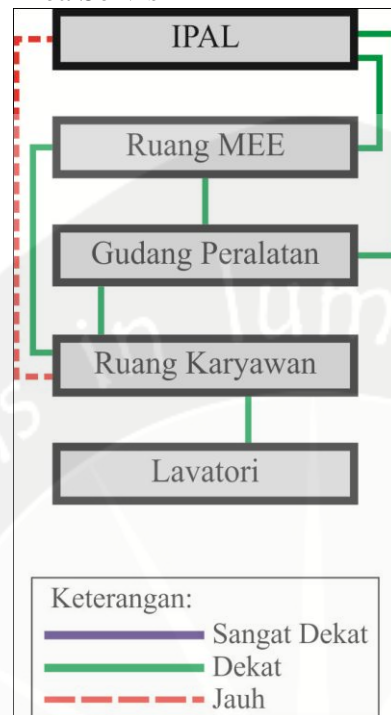 IPAL
Ruang MEE
Gudang Peralatan
Ruang Karyawan
Lavatori
Keterangan:
Sangat Dekat
Dekat
Jauh